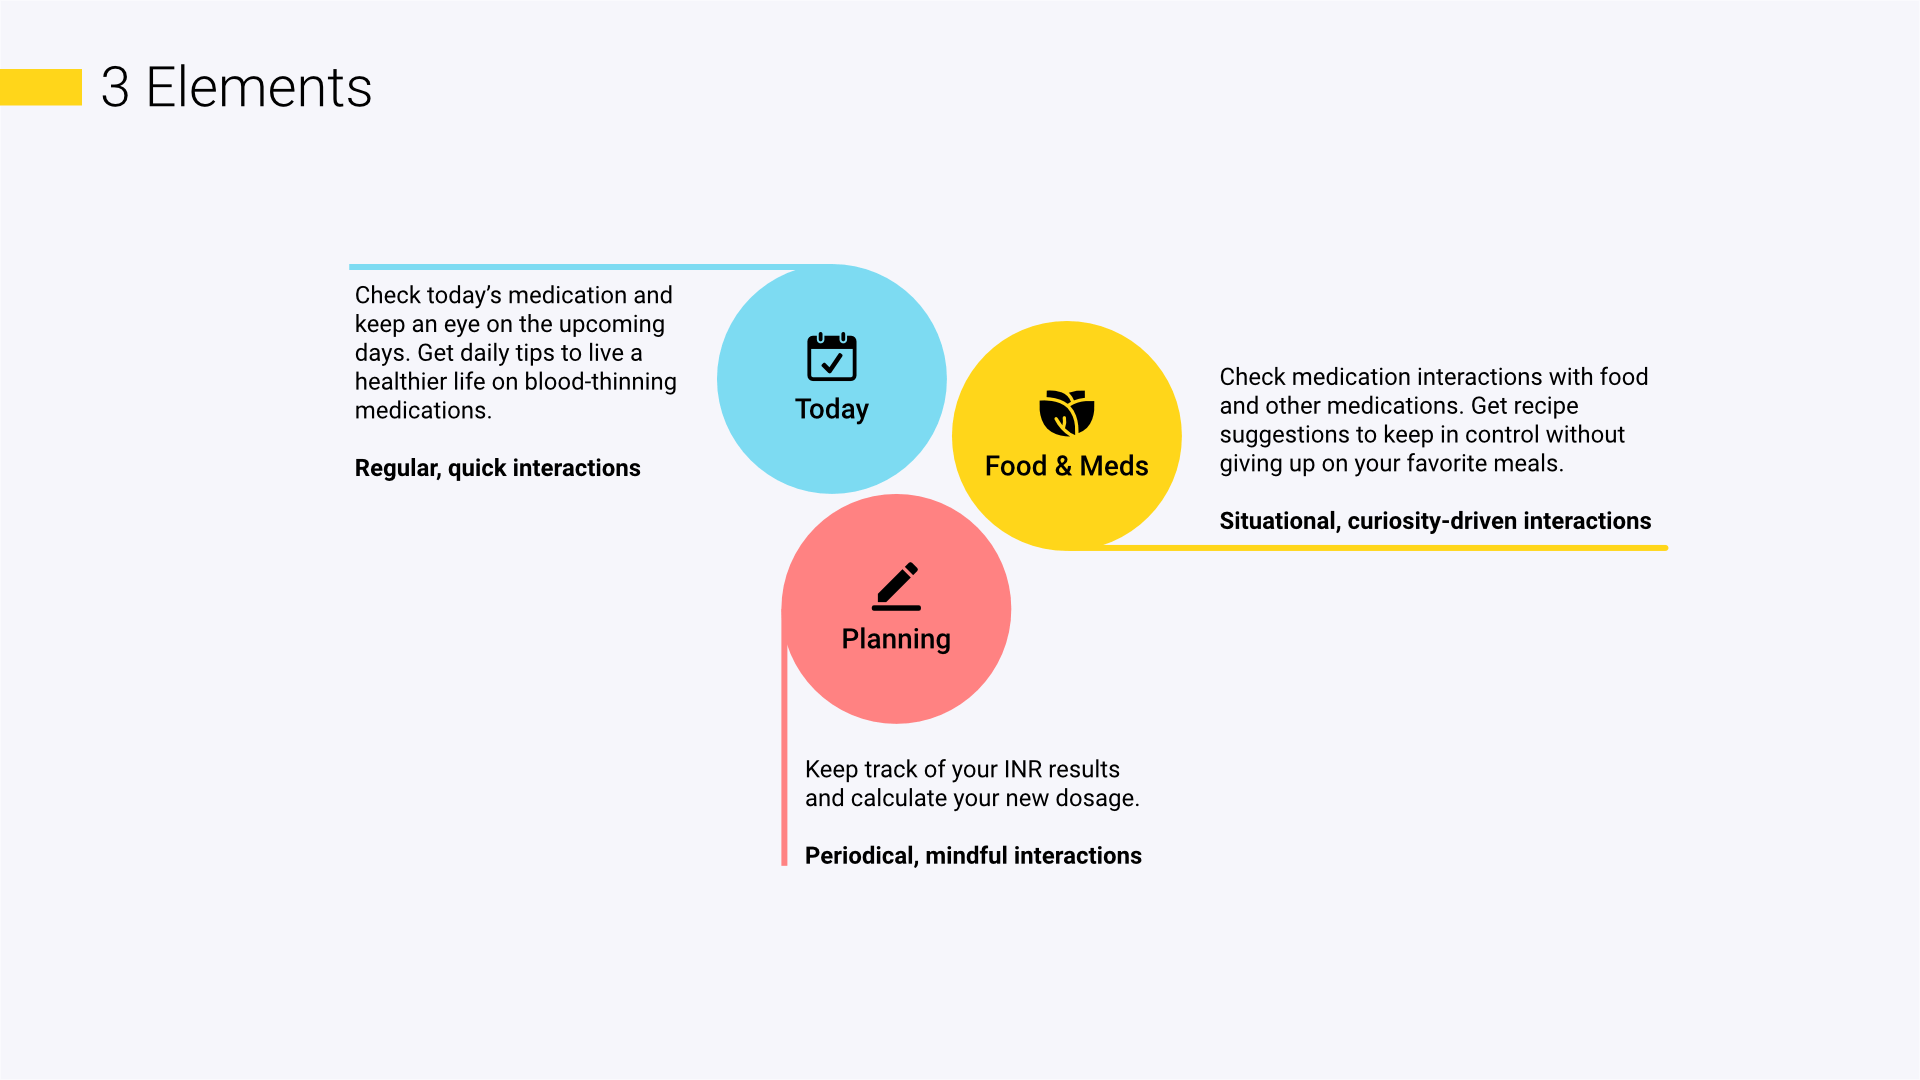 3 Elements
Check today’s medication and
keep an eye on the upcoming
days. Get daily tips to live a
healthier life on blood-thinning
medications.
Regular, quick interactions
Today
Food & Meds
Check medication interactions with food
and other medications. Get recipe
suggestions to keep in control without
giving up on your favorite meals.
Situational, curiosity-driven interactions
Planning
Keep track of your INR results
and calculate your new dosage.
Periodical, mindful interactions